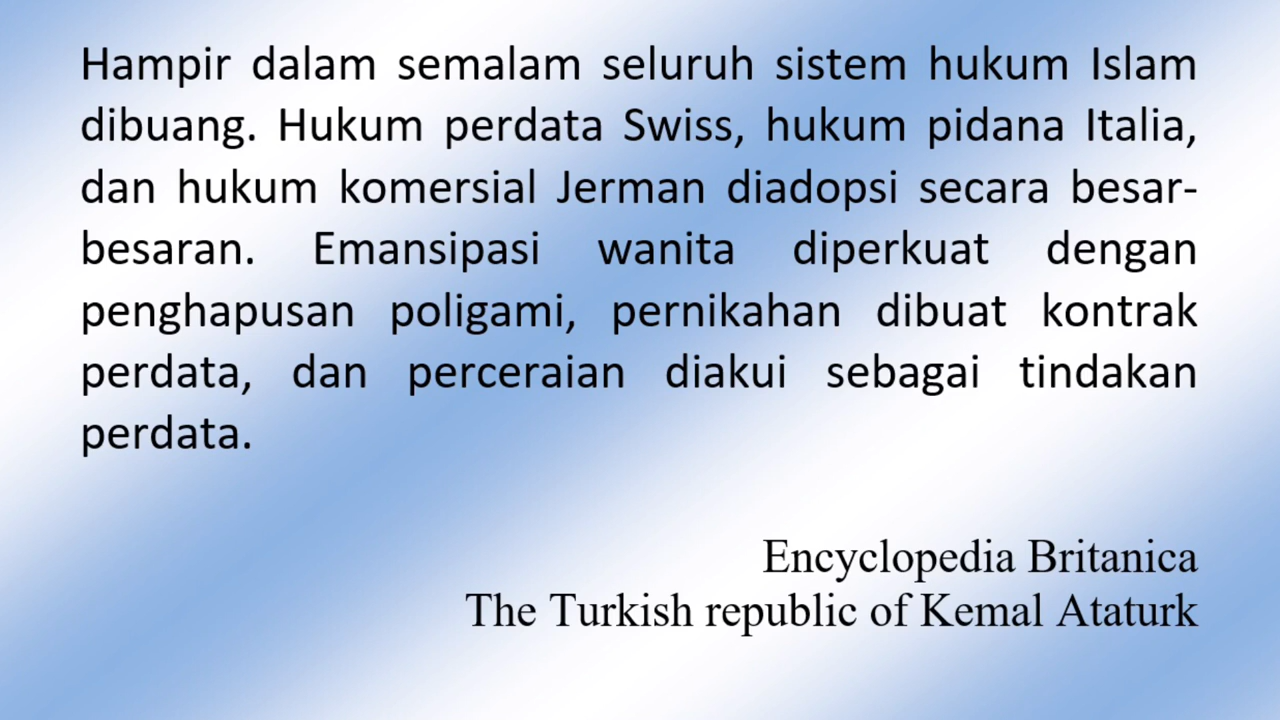 Hampir dalam semalam seluruh sistem hukum Islam
dibuang. Hukum perdata Swiss, hukum pidana Italia,
dan hukum komersial Jerman diadopsi secara besar-
besaran. Emansipasi wanita diperkuat dengan
penghapusan poligami, pernikahan dibuat kontrak
perdata, dan perceraian diakui sebagai tindakan
perdata.
Encyclopedia Britanica
The Turkish republic of Kemal Ataturk